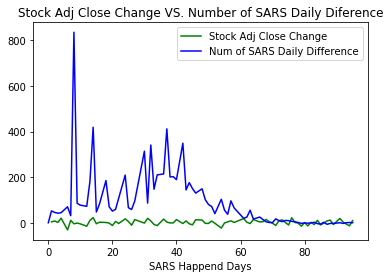 Stock Adj Close Change VS. Number of SARS Daily Diference
Stock Adj Close Change
Num of SARS Daily Difference
800
600
400
200
0
0 20 40 60 80
SARS Happend Days